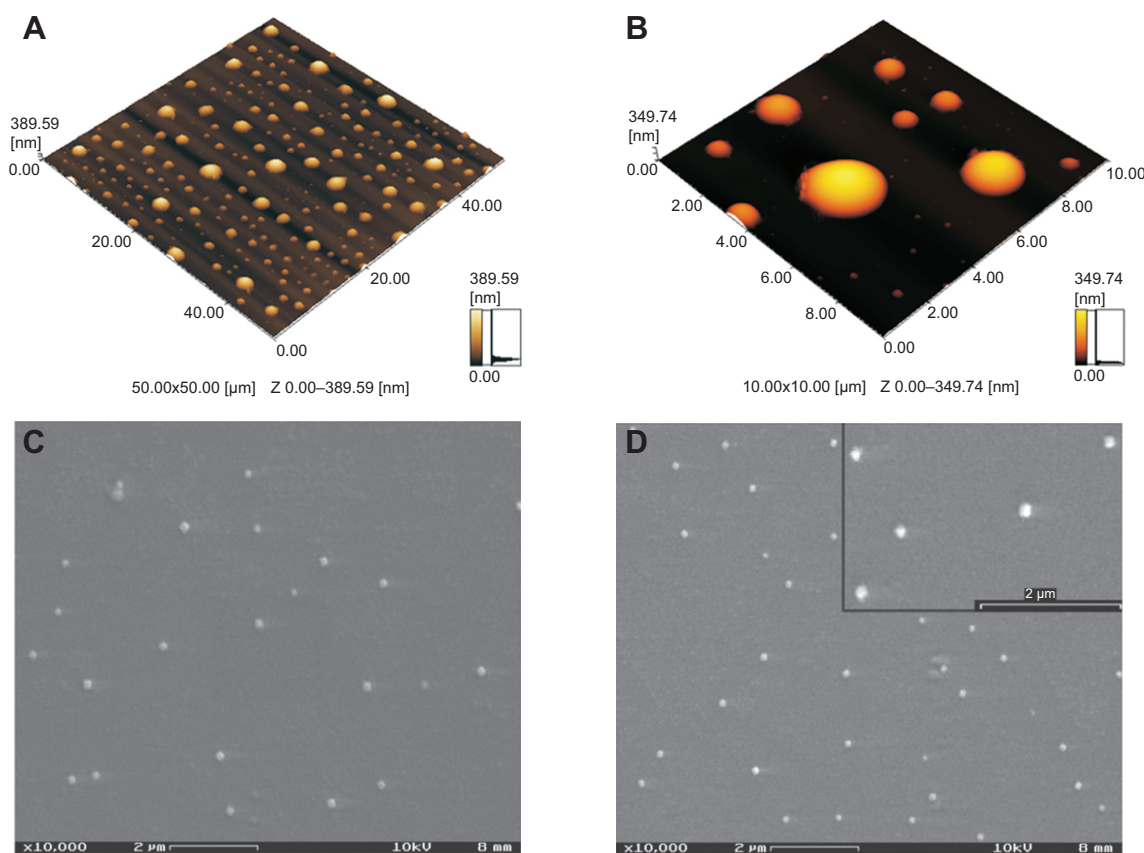 A
389.59
[nm]
0.00
20.00
40.00
0.00
20.00
40.00
389.59
[nm]
0.00
50.00x50.00 [µm] Z 0.00–389.59 [nm]
B
349.74
[nm]
0.00
2.00
4.00
6.00
8.00
0.00
2.00
4.00
6.00
8.00
10.00
349.74
[nm]
0.00
10.00x10.00 [µm] Z 0.00–349.74 [nm]
C
x10,000 2 µm 10kV 8 mm
D
2 µm
x10,000 2 µm 10kV 8 mm